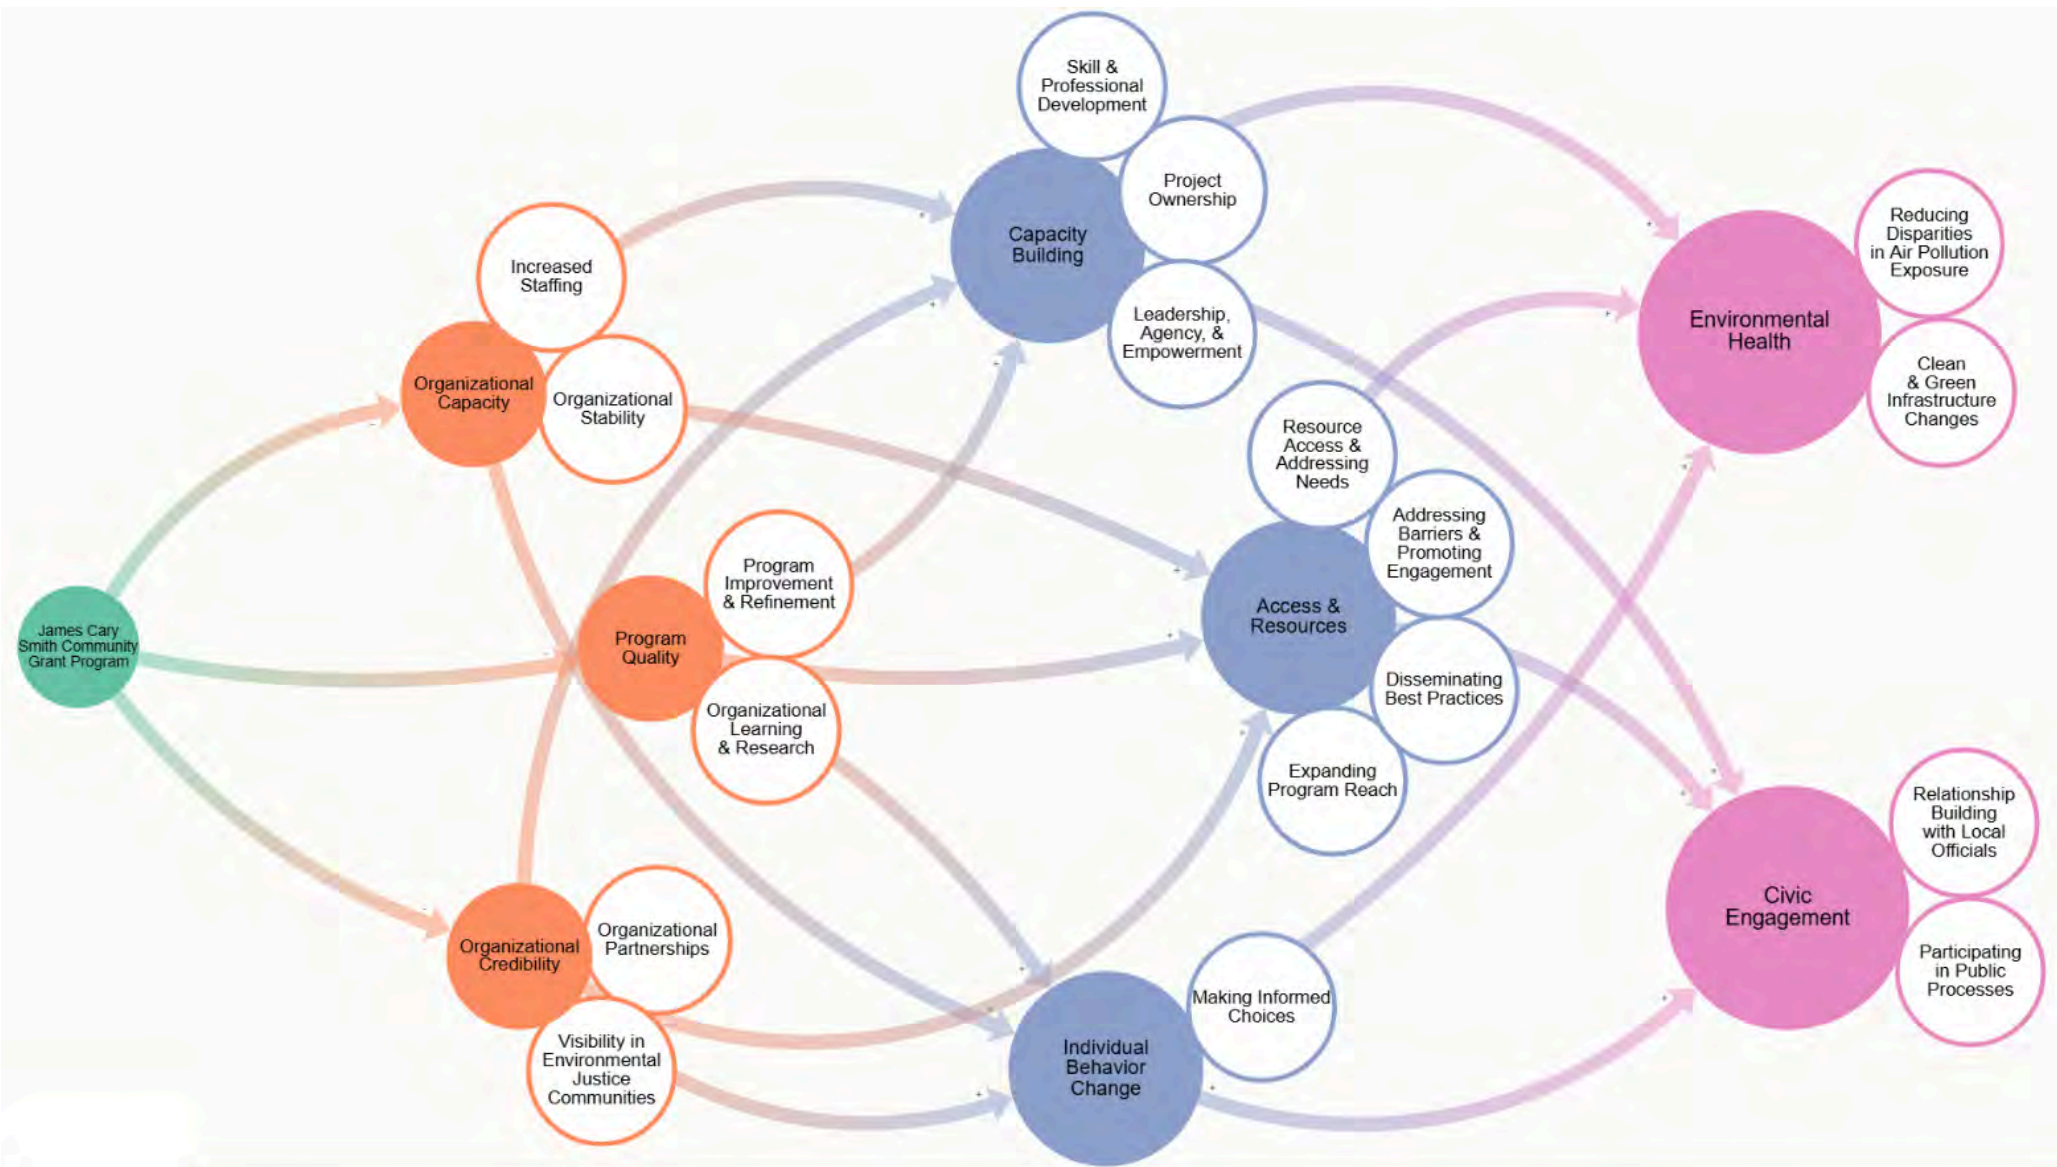 Skill &
Professional
Development
Project
Ownership
Capacity
Building
Leadership,
Agency, &
Empowerment
Increased
Staffing
Organizational
Capacity
Organizational
Stability
Reducing
Disparities
in Air Pollution
Exposure
Environmental
Health
Clean
& Green
Infrastructure
Changes
Resource
Access &
Addressing
Needs
Addressing
Barriers &
Promoting
Engagement
Access &
Resources
Disseminating
Best Practices
Expanding
Program Reach
Program
Improvement
& Refinement
Program
Quality
Organizational
Learning
& Research
James Cary
Smith Community
Grant Program
Organizational
Credibility
Organizational
Partnerships
Visibility in
Environmental
Justice
Communities
Making Informed
Choices
Individual
Behavior
Change
Relationship
Building
with Local
Officials
Civic
Engagement
Participating
in Public
Processes